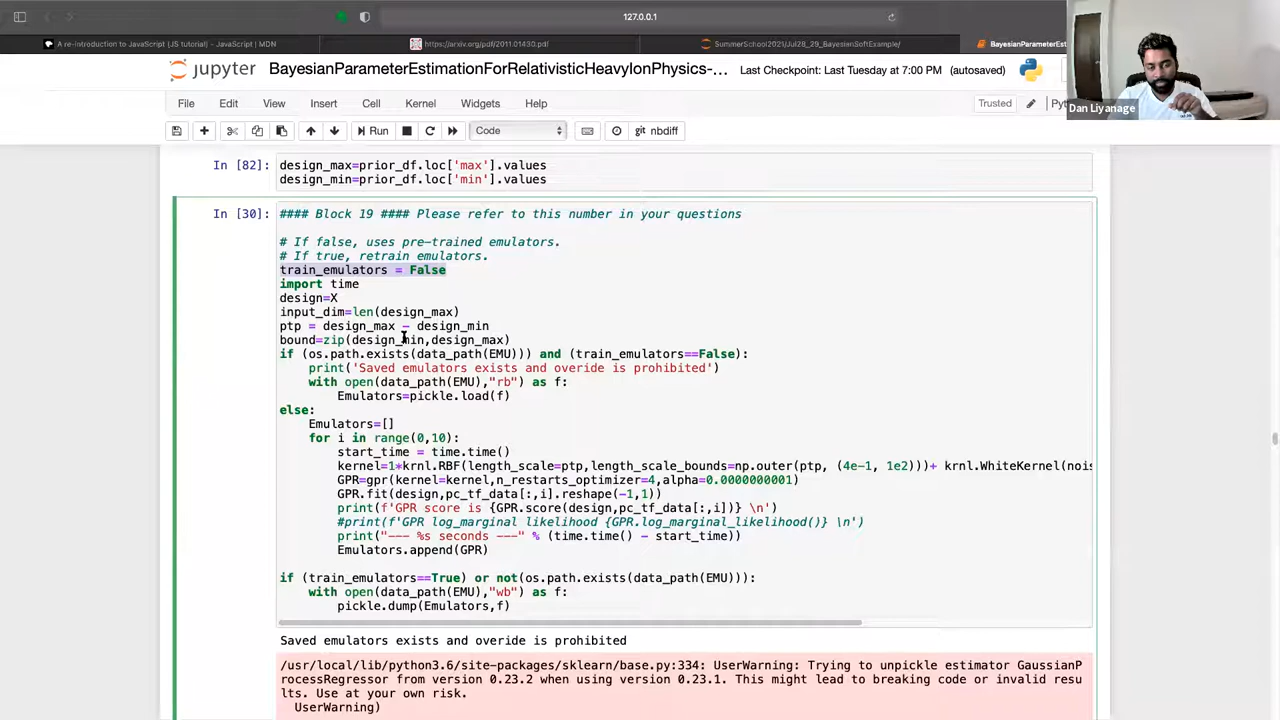 127.0.0.1
A re-introduction to JavaScript (JS tutorial) - JavaScript | MDN
https://arxiv.org/pdf/2011.01430.pdf
SummerSchool2021/Jul28_29_BayesianSoftExample/
BayesianParameterEstim
Dan Liyanage
jupyter BayesianParameterEstimationForRelativisticHeavyIonPhysics-... Last Checkpoint: Last Tuesday at 7:00 PM (autosaved)
File Edit View Insert Cell Kernel Widgets Help Trusted Py
Run Code git nbdiff
In [82]: design_max=prior_df.loc['max'].values
design_min=prior_df.loc['min'].values
In [30]: #### Block 19 #### Please refer to this number in your questions
# If false, uses pre-trained emulators.
# If true, retrain emulators.
train_emulators = False
import time
design=X
input_dim=len(design_max)
ptp = design_max - design_min
bound=zip(design_min,design_max)
if (os.path.exists(data_path(EMU))) and (train_emulators==False):
print('Saved emulators exists and overide is prohibited')
with open(data_path(EMU),"rb") as f:
Emulators=pickle.load(f)
else:
Emulators=[]
for i in range(0,10):
start_time = time.time()
kernel=1*krnl.RBF(length_scale=ptp,length_scale_bounds=np.outer(ptp, (4e-1, 1e2)))+ krnl.WhiteKernel(noi
GPR=gpr(kernel=kernel,n_restarts_optimizer=4,alpha=0.0000000001)
GPR.fit(design,pc_tf_data[:,i].reshape(-1,1))
print(f'GPR score is {GPR.score(design,pc_tf_data[:,i])} \n')
#print(f'GPR log_marginal likelihood {GPR.log_marginal_likelihood()} \n')
print("--- %s seconds ---" % (time.time() - start_time))
Emulators.append(GPR)
if (train_emulators==True) or not(os.path.exists(data_path(EMU))):
with open(data_path(EMU),"wb") as f:
pickle.dump(Emulators,f)
Saved emulators exists and overide is prohibited
/usr/local/lib/python3.6/site-packages/sklearn/base.py:334: UserWarning: Trying to unpickle estimator GaussianP
rocessRegressor from version 0.23.2 when using version 0.23.1. This might lead to breaking code or invalid resu
lts. Use at your own risk.
UserWarning)